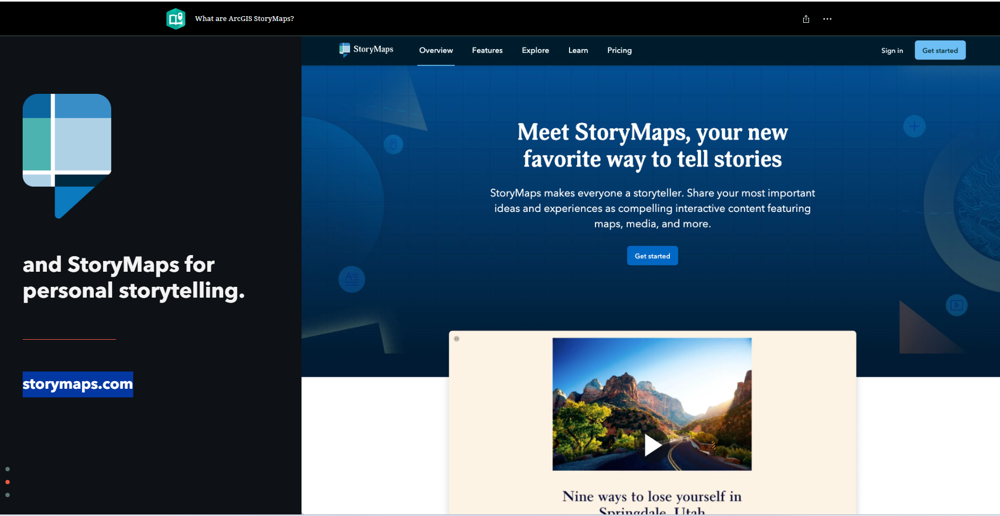 What are ArcGIS StoryMaps?
StoryMaps
Overview
Features
Explore
Learn
Pricing
Sign in
Get started
and StoryMaps for
personal storytelling.
storymaps.com
Meet StoryMaps, your new
favorite way to tell stories
StoryMaps makes everyone a storyteller. Share your most important
ideas and experiences as compelling interactive content featuring
maps, media, and more.
Get started
Nine ways to lose yourself in
Springdale, Utah